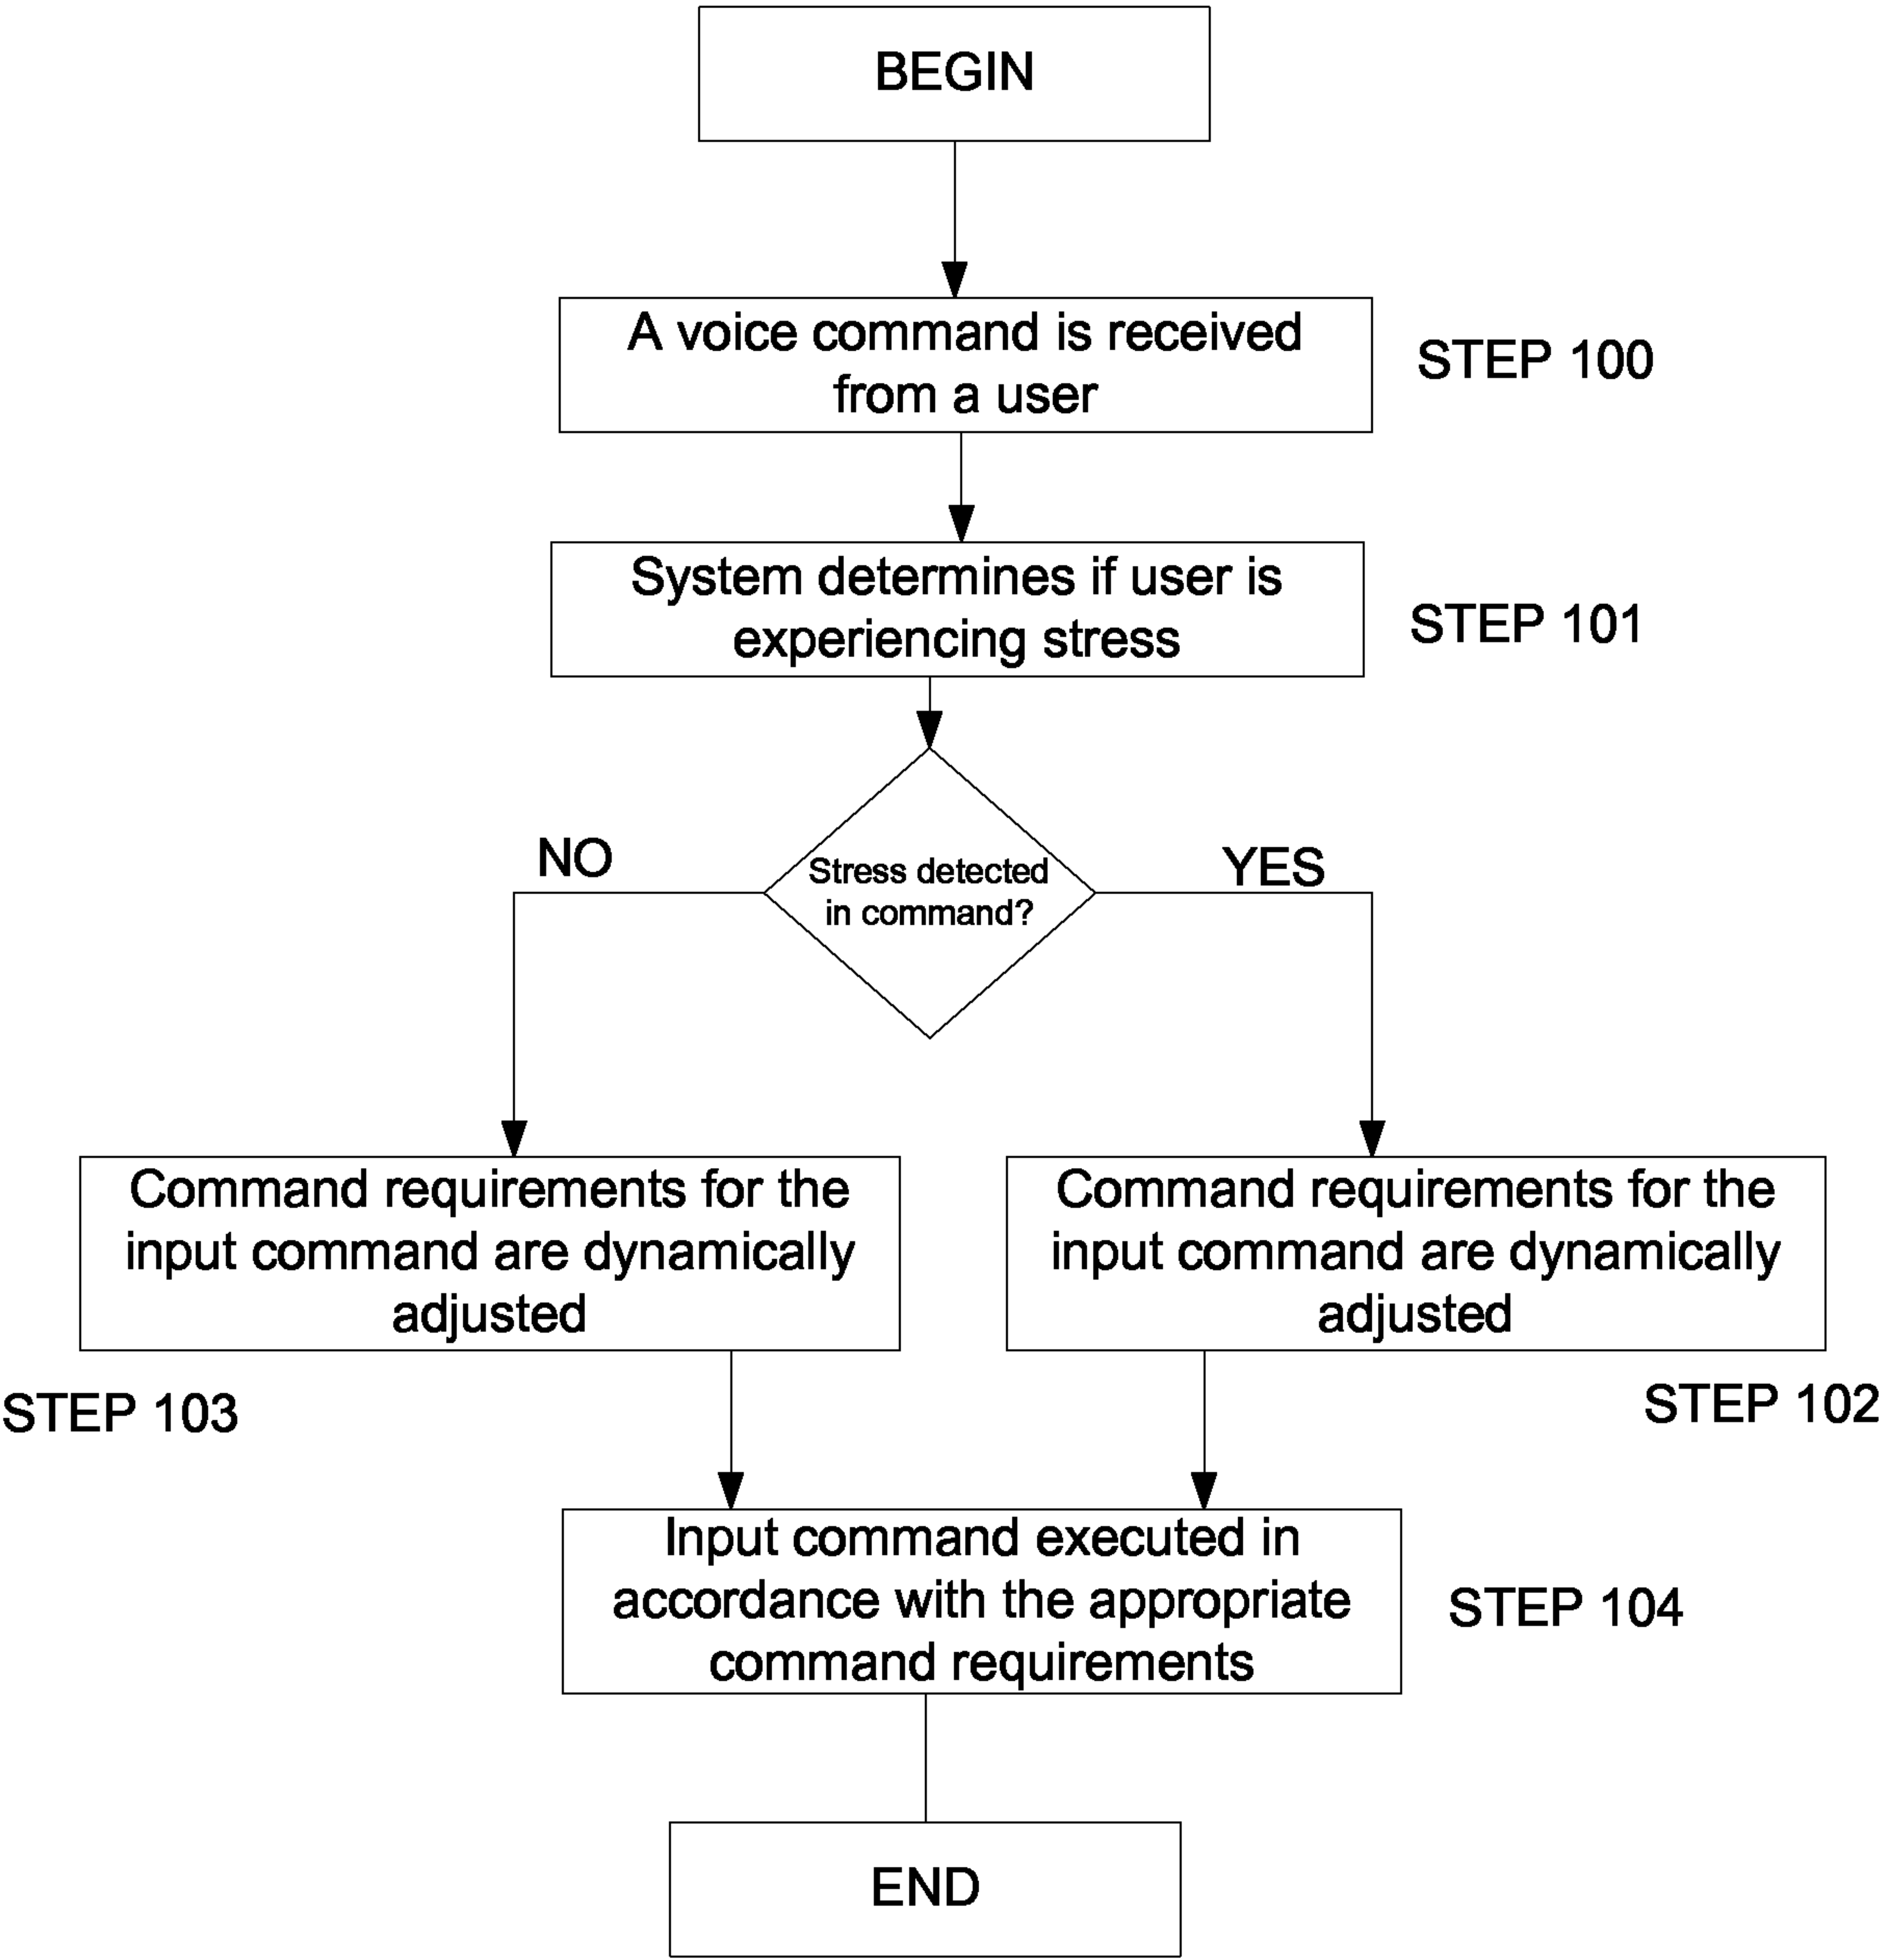 BEGIN
A voice command is received
from a user
STEP 100
System determines if user is
experiencing stress
STEP 101
NO
Stress detected
in command?
YES
Command requirements for the
input command are dynamically
adjusted
STEP 103
Command requirements for the
input command are dynamically
adjusted
STEP 102
Input command executed in
accordance with the appropriate
command requirements
STEP 104
END